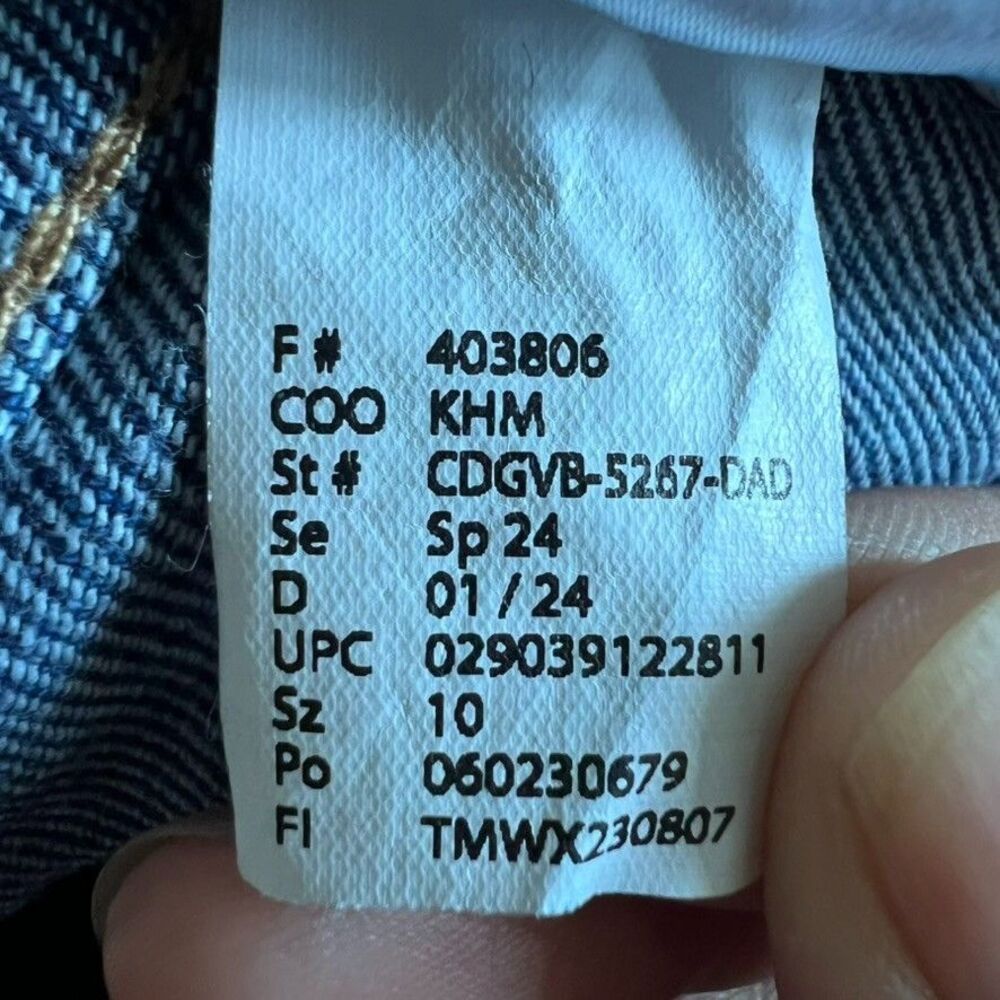 F # 403806
COO KHM
St # CDGVB-5267-DAD
Se Sp 24
D 01 / 24
UPC 029039122811
Sz 10
Po 060230679
Fl TMWX230807